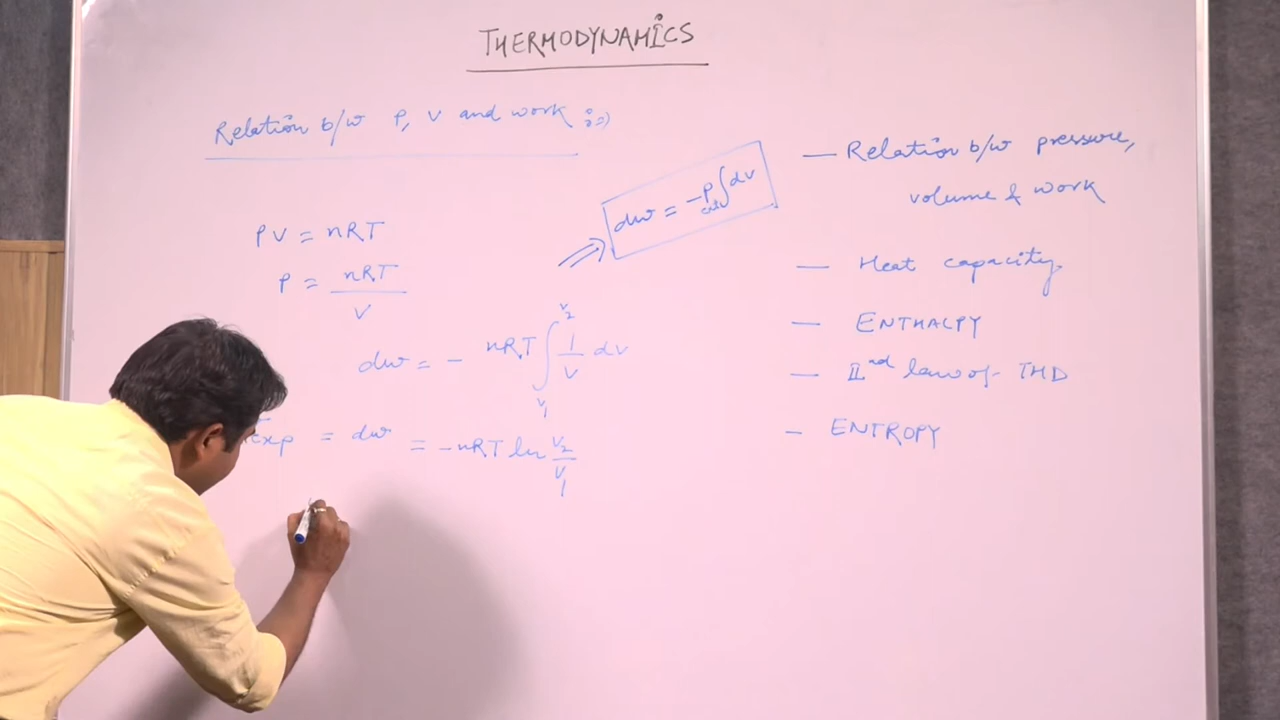 THERMODYNAMICS
Relation b/w P, V and work :-)
PV = nRT
P = nRT / V
dw = -P ext ∫ dv
dw = - nRT ∫ V2 V1 1/V dv
exp = dw = -nRT ln V2/V1
— Relation b/w pressure,
volume & work
— Heat capacity
— ENTHALPY
— IInd law of THD
— ENTROPY